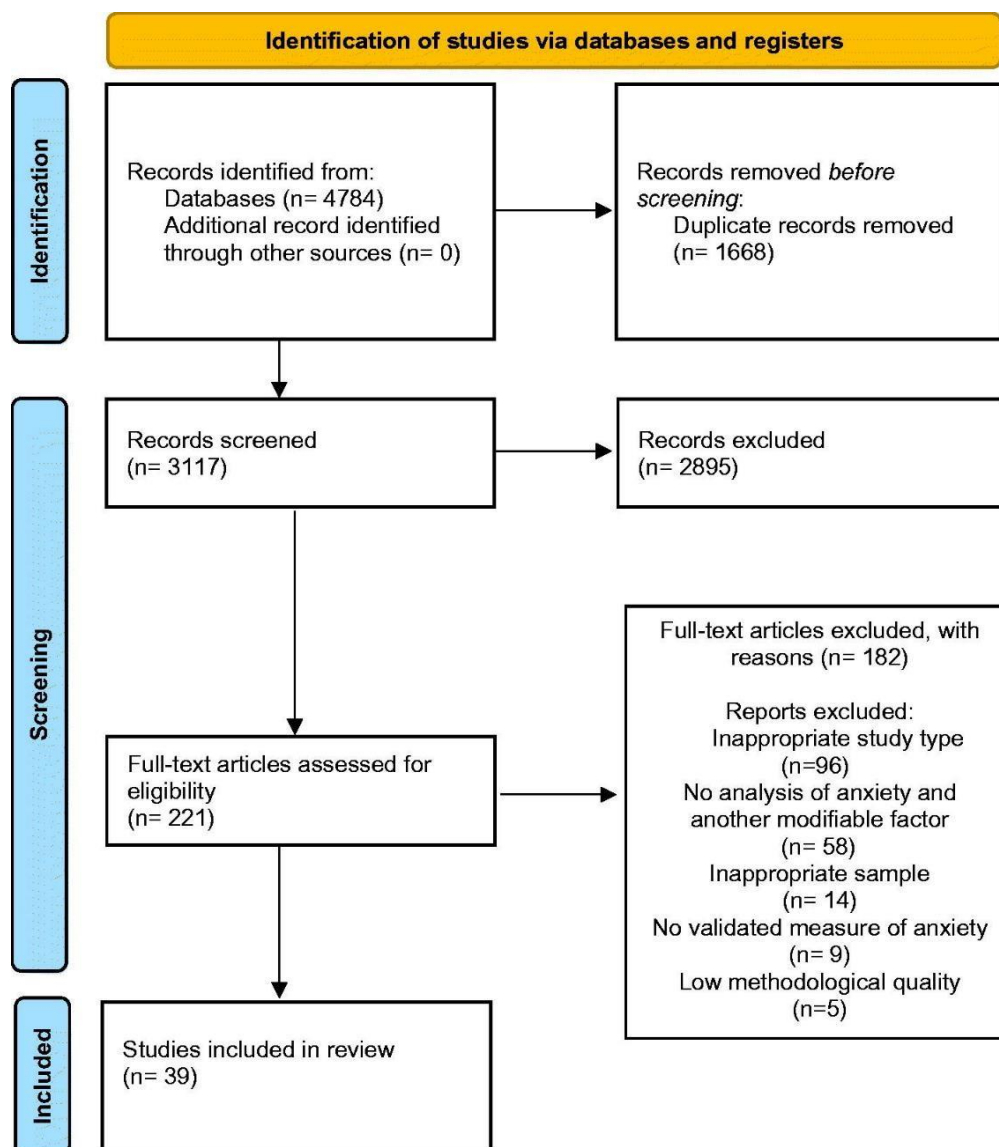 Identification of studies via databases and registers
Identification
Records identified from:
Databases (n= 4784)
Additional record identified
through other sources (n= 0)
Records removed before
screening:
Duplicate records removed
(n= 1668)
Screening
Records screened
(n= 3117)
Records excluded
(n= 2895)
Full-text articles assessed for
eligibility
(n= 221)
Full-text articles excluded, with
reasons (n= 182)
Reports excluded:
Inappropriate study type
(n=96)
No analysis of anxiety and
another modifiable factor
(n= 58)
Inappropriate sample
(n= 14)
No validated measure of anxiety
(n= 9)
Low methodological quality
(n=5)
Included
Studies included in review
(n= 39)